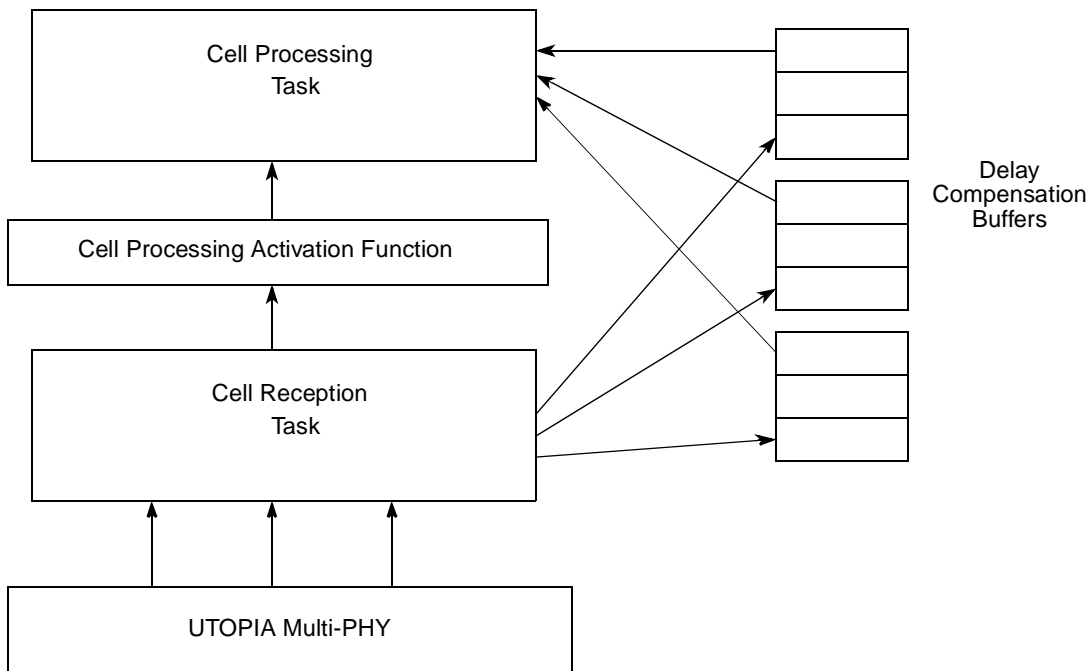 Cell Processing
Task
Delay
Compensation
Buffers
Cell Processing Activation Function
Cell Reception
Task
UTOPIA Multi-PHY